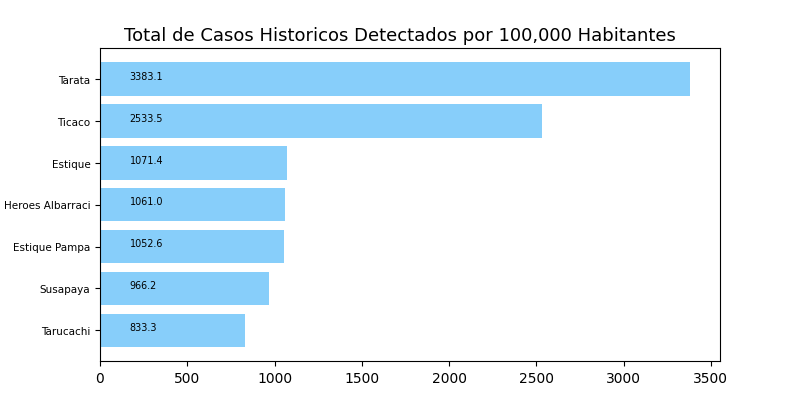 Total de Casos Historicos Detectados por 100,000 Habitantes
Tarata 3383.1
Ticaco 2533.5
Estique 1071.4
Heroes Albarraci 1061.0
Estique Pampa 1052.6
Susapaya 966.2
Tarucachi 833.3
0 500 1000 1500 2000 2500 3000 3500